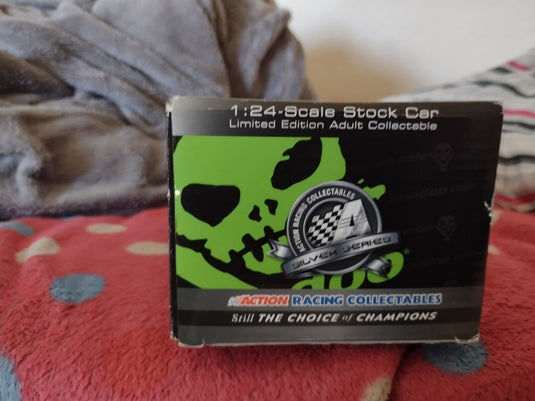 1:24-Scale Stock Car
Limited Edition Adult Collectable
ACTION RACING COLLECTABLES
A
SILVER SERIES
ACTION RACING COLLECTABLES
Still THE CHOICE of CHAMPIONS